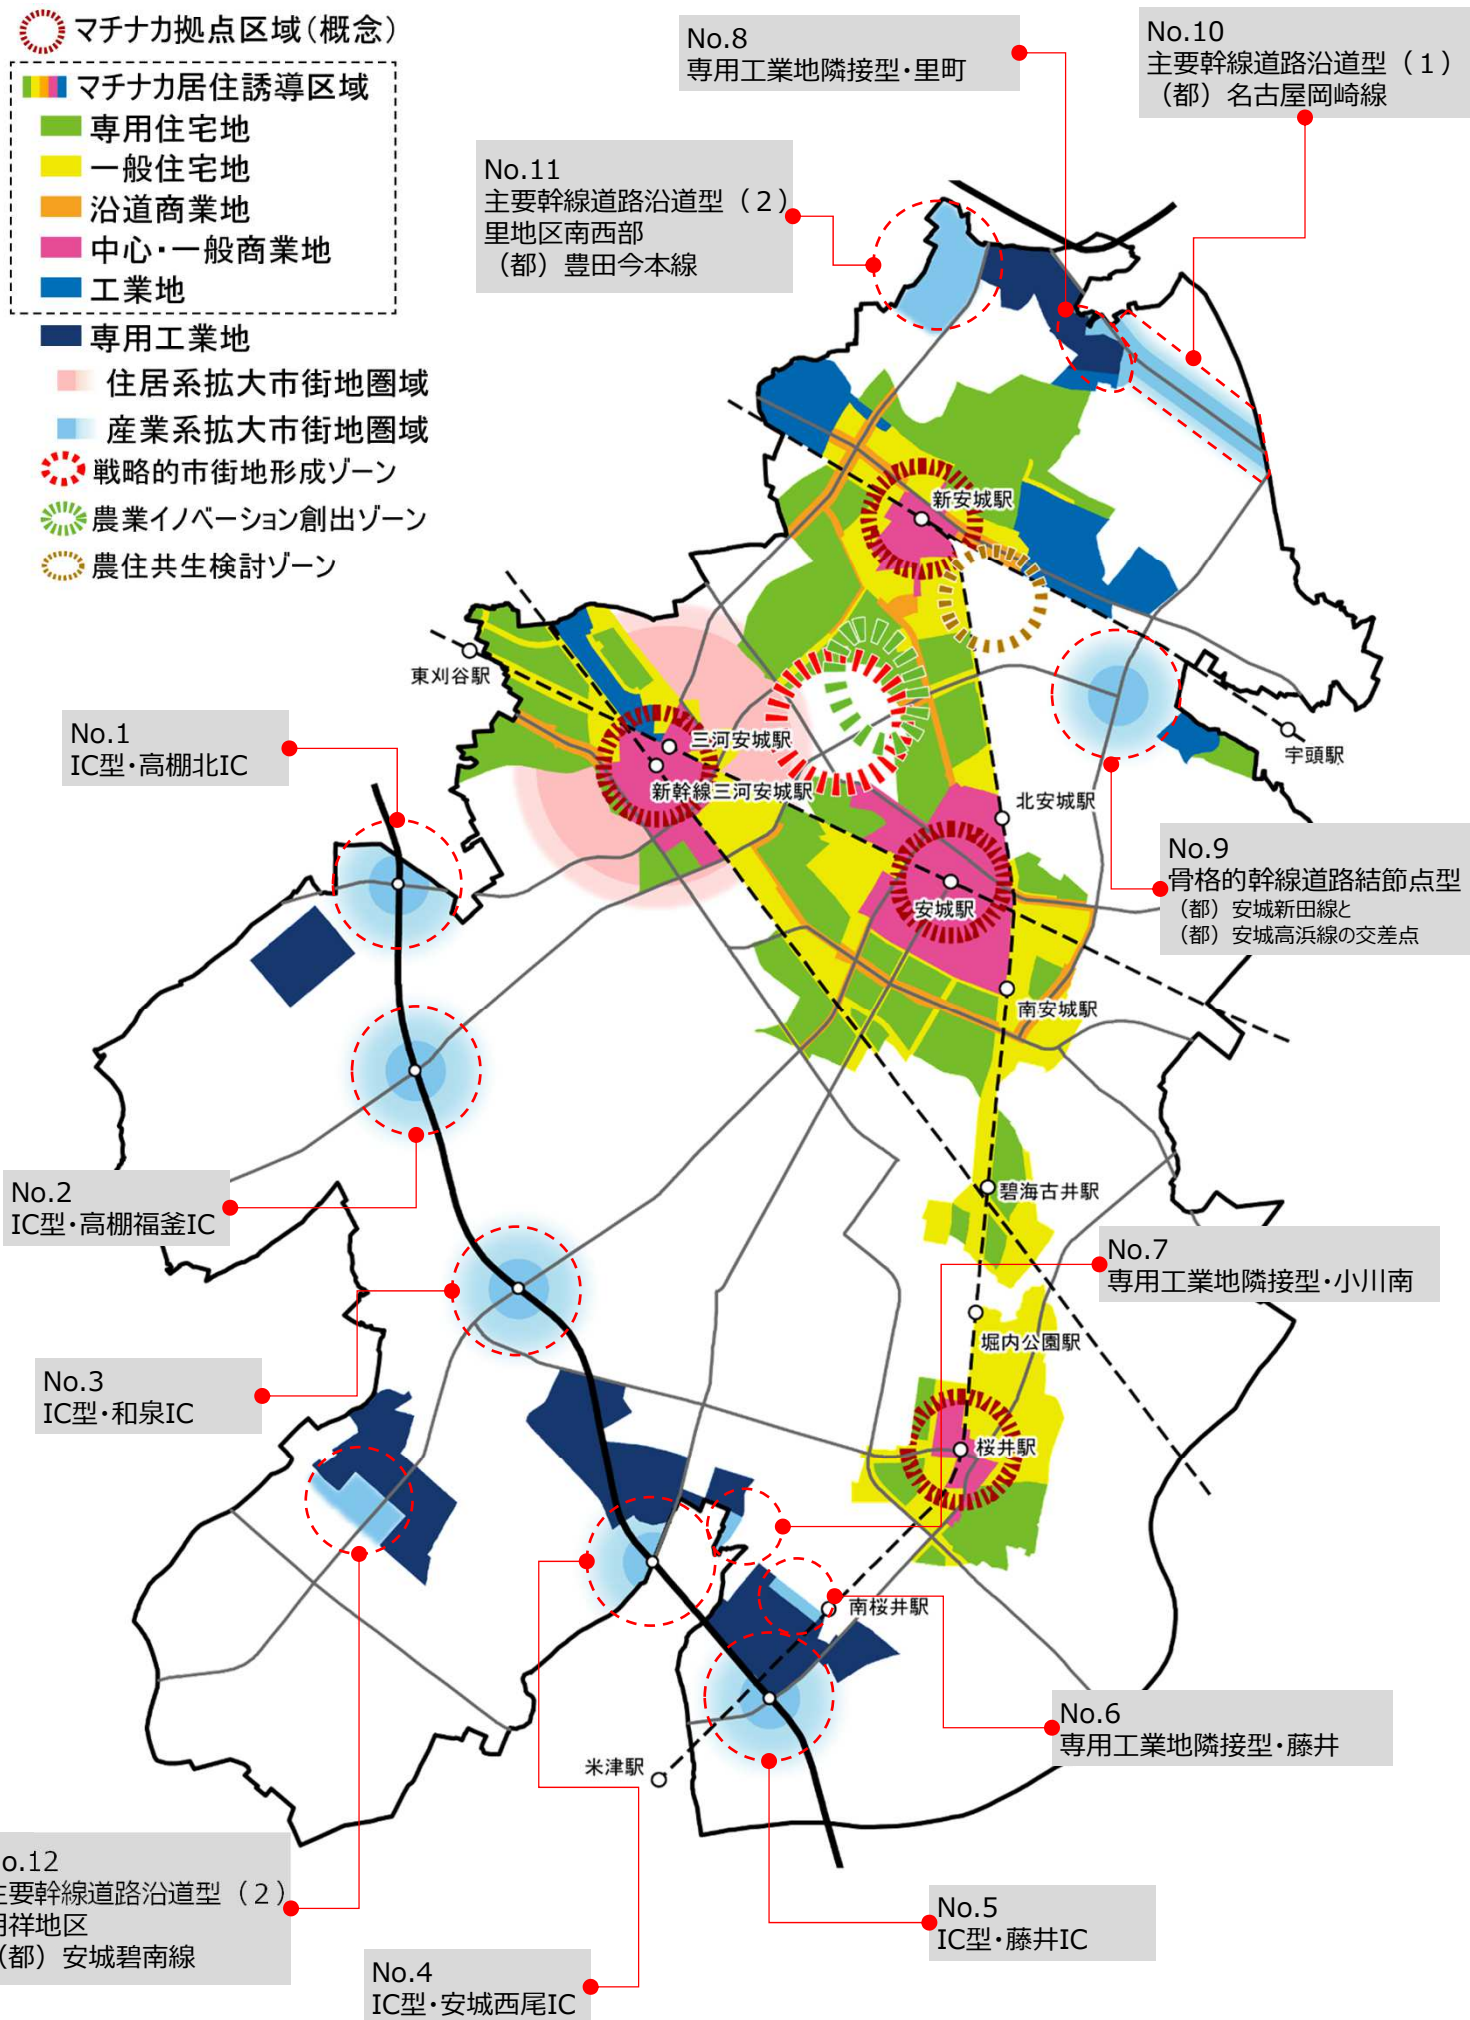 マチナカ拠点区域(概念)
マチナカ居住誘導区域
専用住宅地
一般住宅地
沿道商業地
中心・一般商業地
工業地
専用工業地
住居系拡大市街地圏域
産業系拡大市街地圏域
戦略的市街地形成ゾーン
農業イノベーション創出ゾーン
農住共生検討ゾーン
No.8
専用工業地隣接型・里町
No.10
主要幹線道路沿道型（１）
（都）名古屋岡崎線
No.11
主要幹線道路沿道型（２）
里地区南西部
（都）豊田今本線
新安城駅
東刈谷駅
三河安城駅
新幹線三河安城駅
宇頭駅
北安城駅
安城駅
南安城駅
No.1
IC型・高棚北IC
No.9
骨格的幹線道路結節点型
（都）安城新田線と
（都）安城高浜線の交差点
No.2
IC型・高棚福釜IC
碧海古井駅
No.7
専用工業地隣接型・小川南
堀内公園駅
No.3
IC型・和泉IC
桜井駅
南桜井駅
No.6
専用工業地隣接型・藤井
米津駅
o.12
主要幹線道路沿道型（２）
明祥地区
（都）安城碧南線
No.5
IC型・藤井IC
No.4
IC型・安城西尾IC